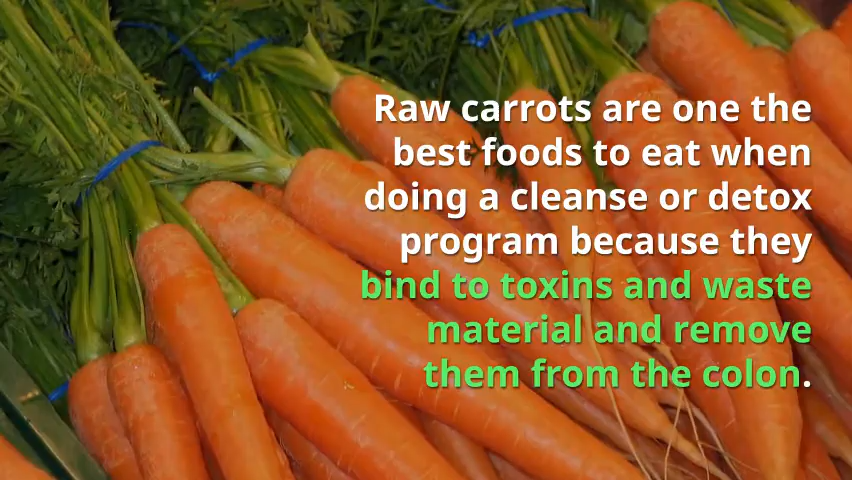 Raw carrots are one the
best foods to eat when
doing a cleanse or detox
program because they
bind to toxins and waste
material and remove
them from the colon.